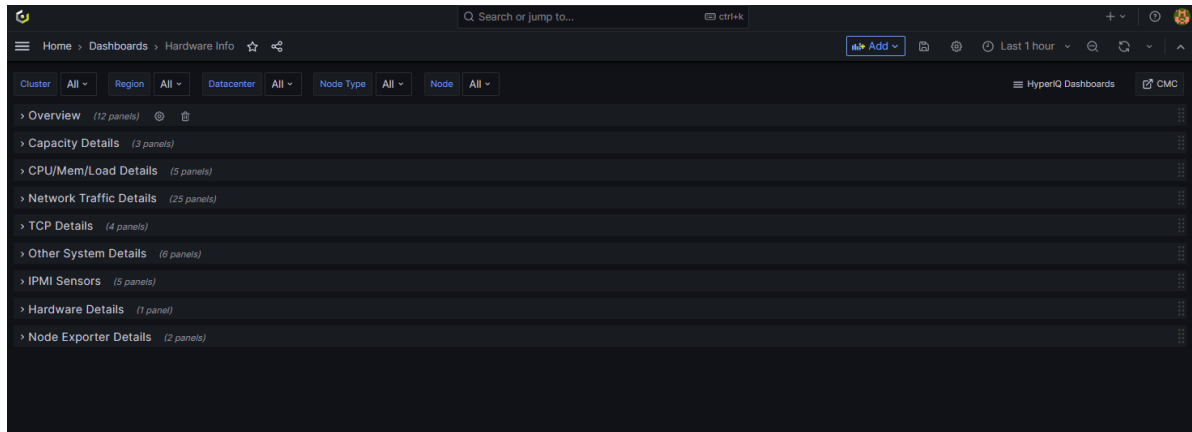 Search or jump to... ctrl+k
Home › Dashboards › Hardware Info Add Last 1 hour
Cluster All Region All Datacenter All Node Type All Node All HyperIQ Dashboards CMC
Overview (12 panels)
Capacity Details (3 panels)
CPU/Mem/Load Details (5 panels)
Network Traffic Details (25 panels)
TCP Details (4 panels)
Other System Details (6 panels)
IPMI Sensors (5 panels)
Hardware Details (1 panel)
Node Exporter Details (2 panels)